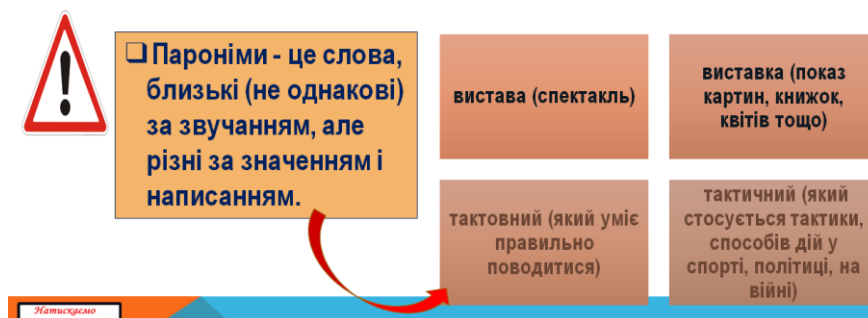 ❑Пароніми - це слова,
близькі (не однакові)
за звучанням, але
різні за значенням і
написанням.
вистава (спектакль)
виставка (показ
картин, книжок,
квітів тощо)
тактовний (який уміє
правильно
поводитися)
тактичний (який
стосується тактики,
способів дій у
спорті, політиці, на
війні)
Натискаємо